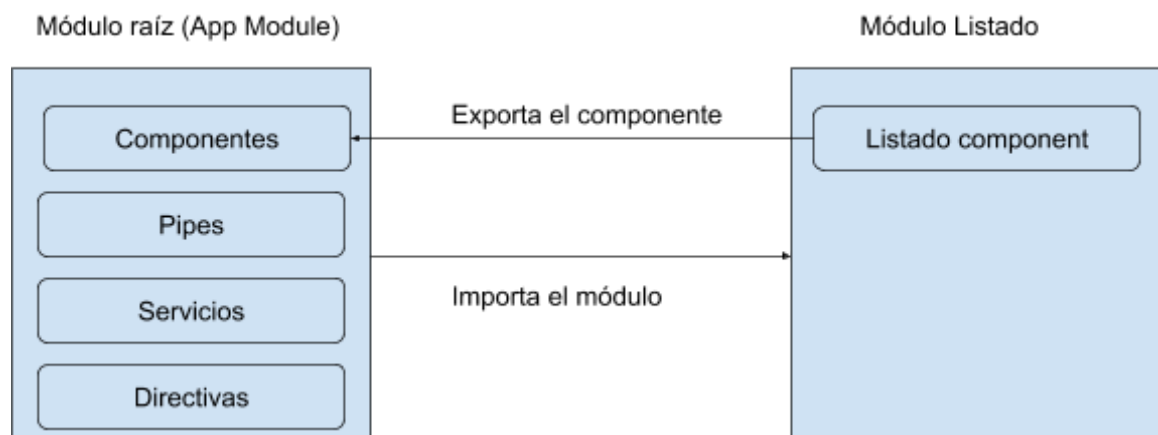 Módulo raíz (App Module)
Módulo Listado
Componentes
Exporta el componente
Listado component
Pipes
Importa el módulo
Servicios
Directivas